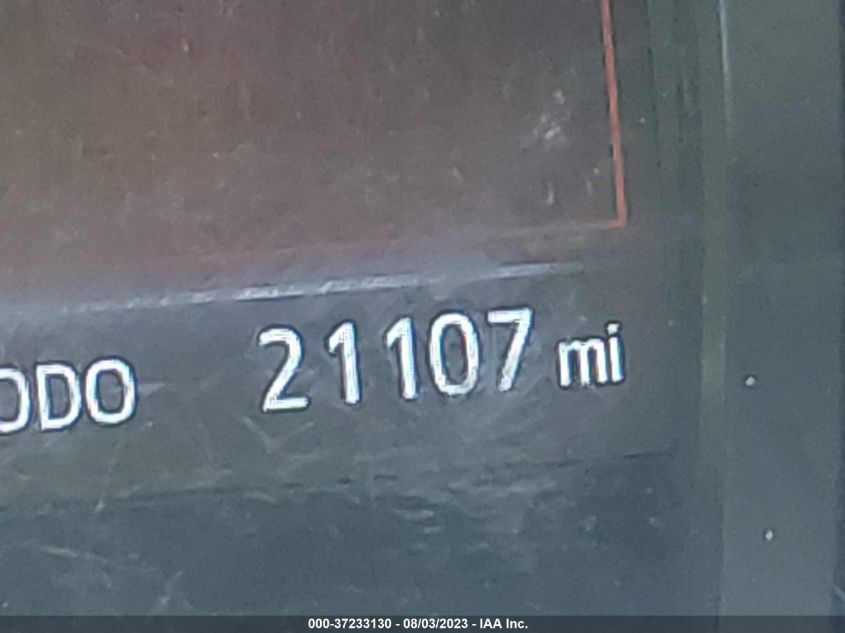 ODO 21107 mi
000-37233130 - 08/03/2023 - IAA Inc.